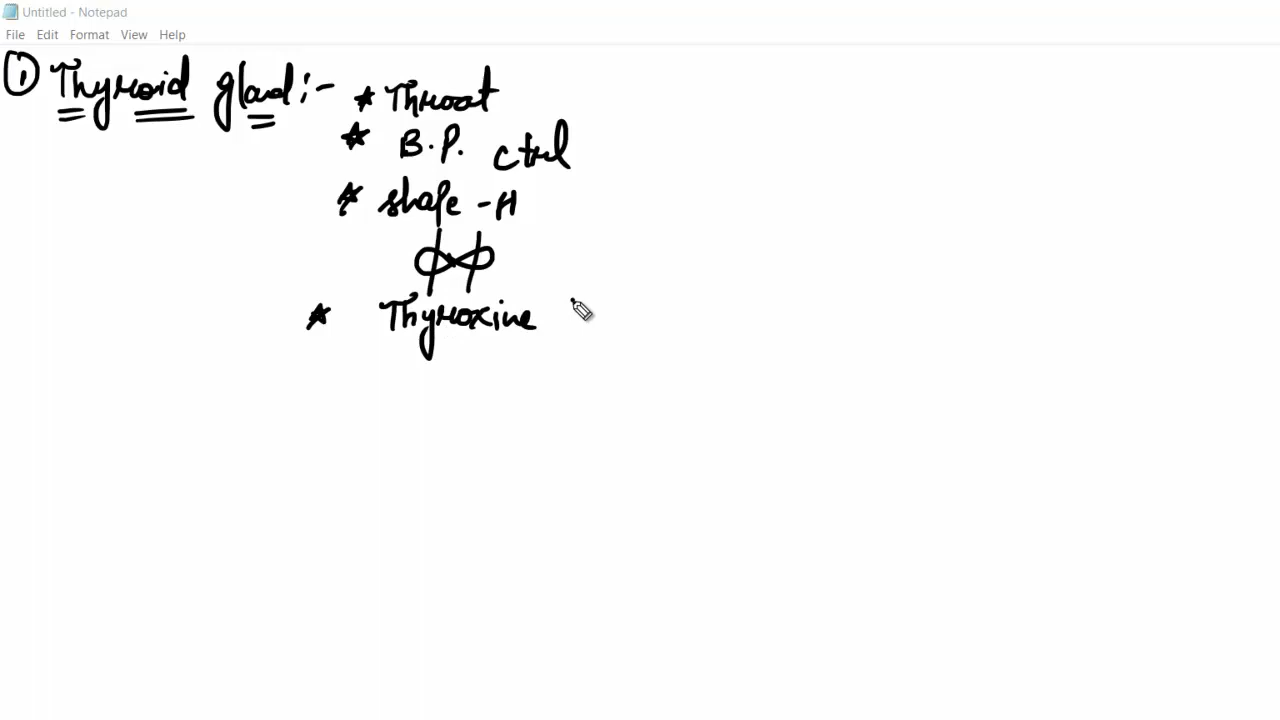 Untitled - Notepad
File Edit Format View Help
① Thyroid gland :- * Throat
* B.P. ctrl
* shape - H
* Thyroxine